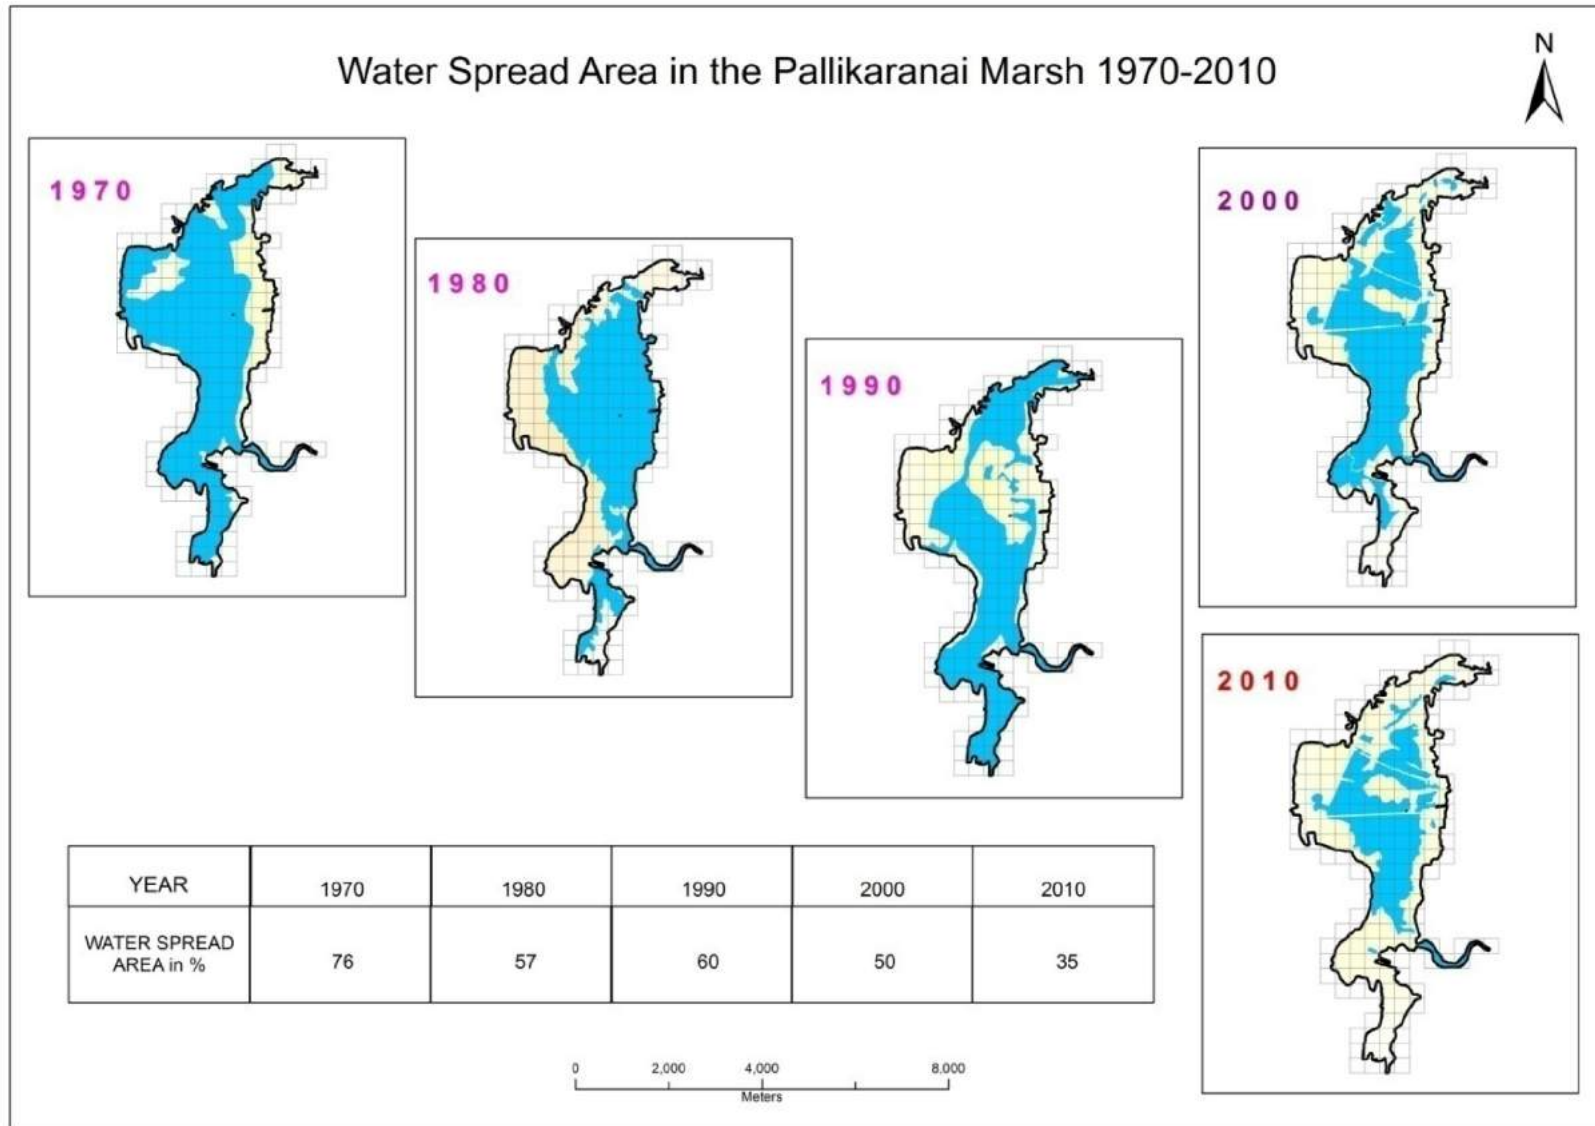 Water Spread Area in the Pallikaranai Marsh 1970-2010
N
1970
1980
1990
2000
2010
YEAR 1970 1980 1990 2000 2010
WATER SPREAD
AREA in % 76 57 60 50 35
0 2,000 4,000 8,000
Meters